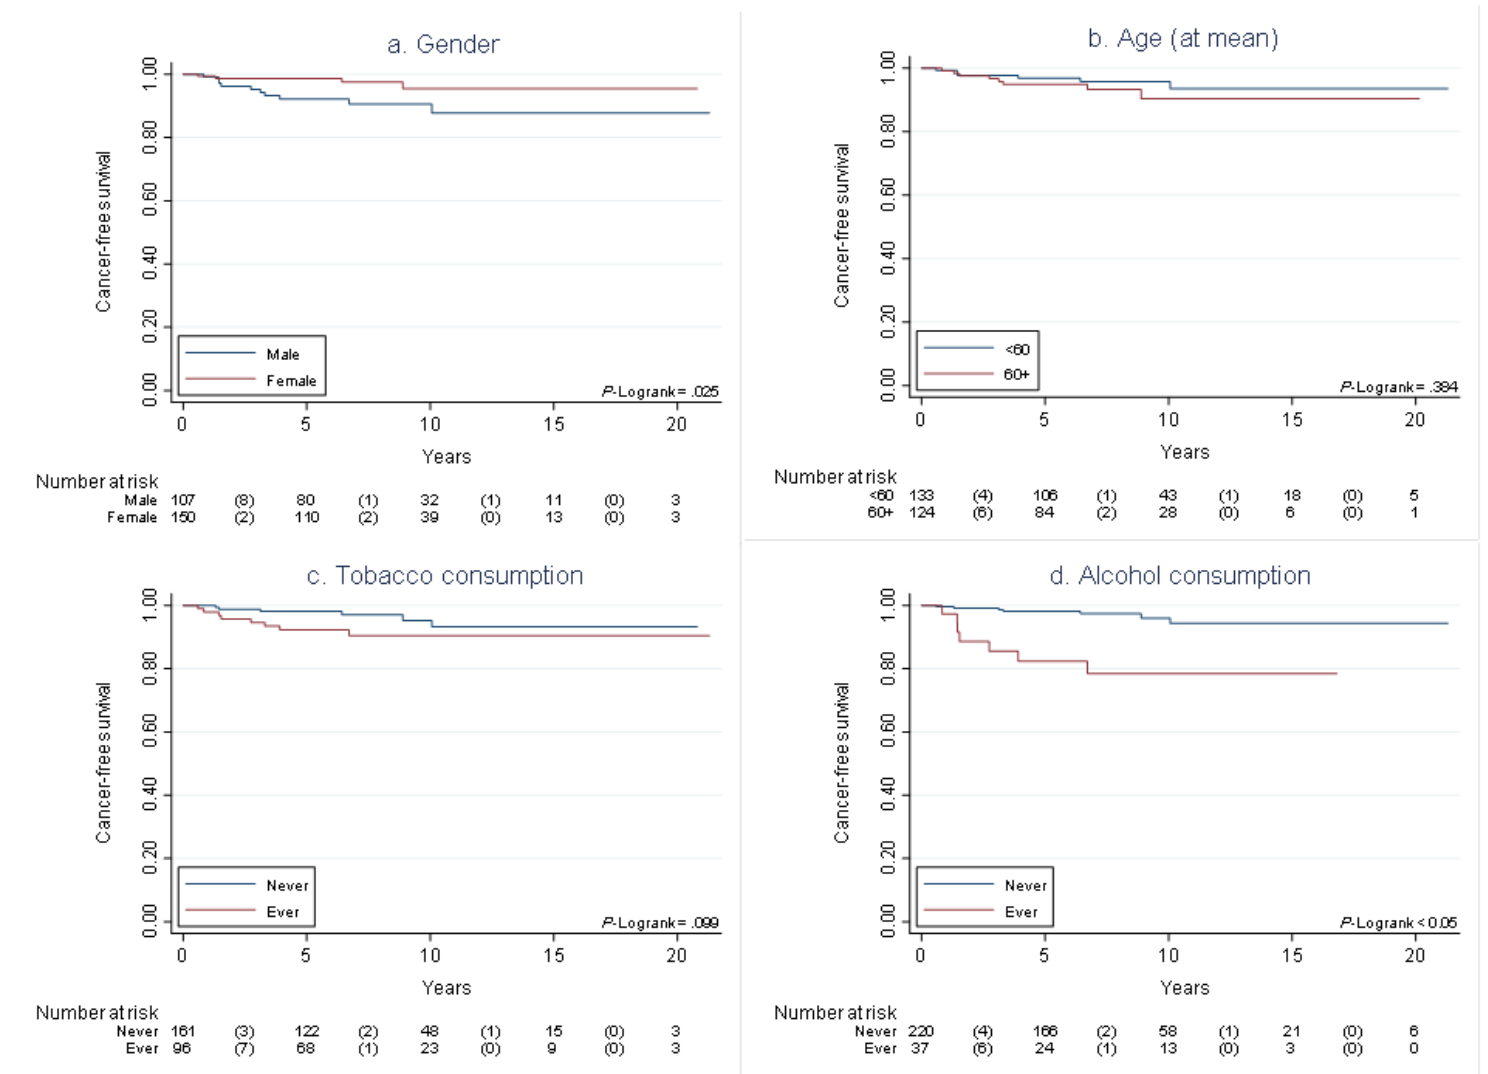 a. Gender
Cancer-free survival
1.00
0.80
0.60
0.40
0.20
0.00
Male
Female
P-Logrank = .025
0 5 10 15 20
Years
Number at risk
Male 107 (8) 80 (1) 32 (1) 11 (0) 3
Female 150 (2) 110 (2) 39 (0) 13 (0) 3
b. Age (at mean)
Cancer-free survival
1.00
0.80
0.60
0.40
0.20
0.00
<60
60+
P-Logrank = .384
0 5 10 15 20
Years
Number at risk
<60 133 (4) 106 (1) 43 (1) 18 (0) 5
60+ 124 (6) 84 (2) 28 (0) 6 (0) 1
c. Tobacco consumption
Cancer-free survival
1.00
0.80
0.60
0.40
0.20
0.00
Never
Ever
P-Logrank = .099
0 5 10 15 20
Years
Number at risk
Never 161 (3) 122 (2) 48 (1) 15 (0) 3
Ever 96 (7) 68 (1) 23 (0) 9 (0) 3
d. Alcohol consumption
Cancer-free survival
1.00
0.80
0.60
0.40
0.20
0.00
Never
Ever
P-Logrank < 0.05
0 5 10 15 20
Years
Number at risk
Never 220 (4) 166 (2) 58 (1) 21 (0) 6
Ever 37 (6) 24 (1) 13 (0) 3 (0) 0